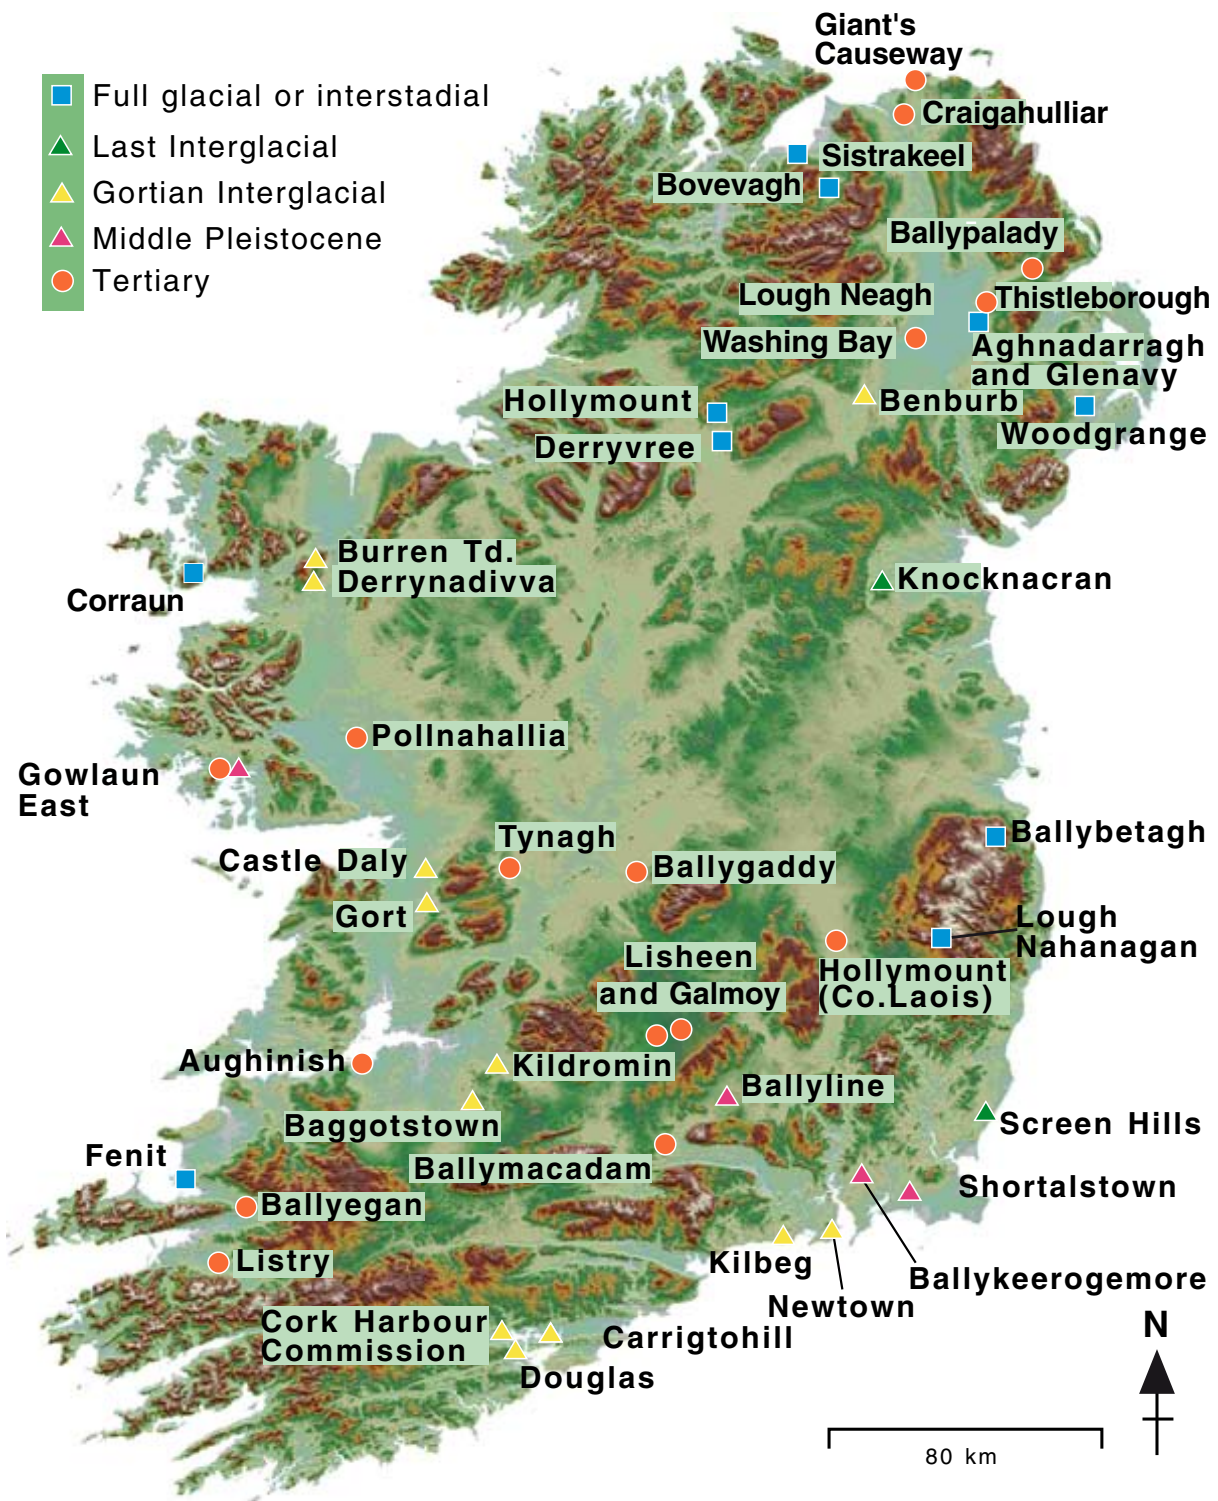 Giant's
Causeway
Full glacial or interstadial
Last Interglacial
Gortian Interglacial
Middle Pleistocene
Tertiary
Craigahulliar
Sistrakeel
Bovevagh
Ballypalady
Lough Neagh
Thistleborough
Washing Bay
Aghnadarragh
and Glenavy
Hollymount
Benburb
Derryvree
Woodgrange
Burren Td.
Derrynadivva
Knocknacran
Corraun
Pollnahallia
Gowlaun
East
Tynagh
Ballybetagh
Castle Daly
Ballygaddy
Gort
Lough
Nahanagan
Lisheen
and Galmoy
Hollymount
(Co.Laois)
Aughinish
Kildromin
Ballyline
Baggotstown
Screen Hills
Fenit
Ballymacadam
Shortalstown
Ballyegan
Listry
Kilbeg
Ballykeerogemore
Newtown
Cork Harbour
Commission
Carrigtohill
Douglas
N
80 km